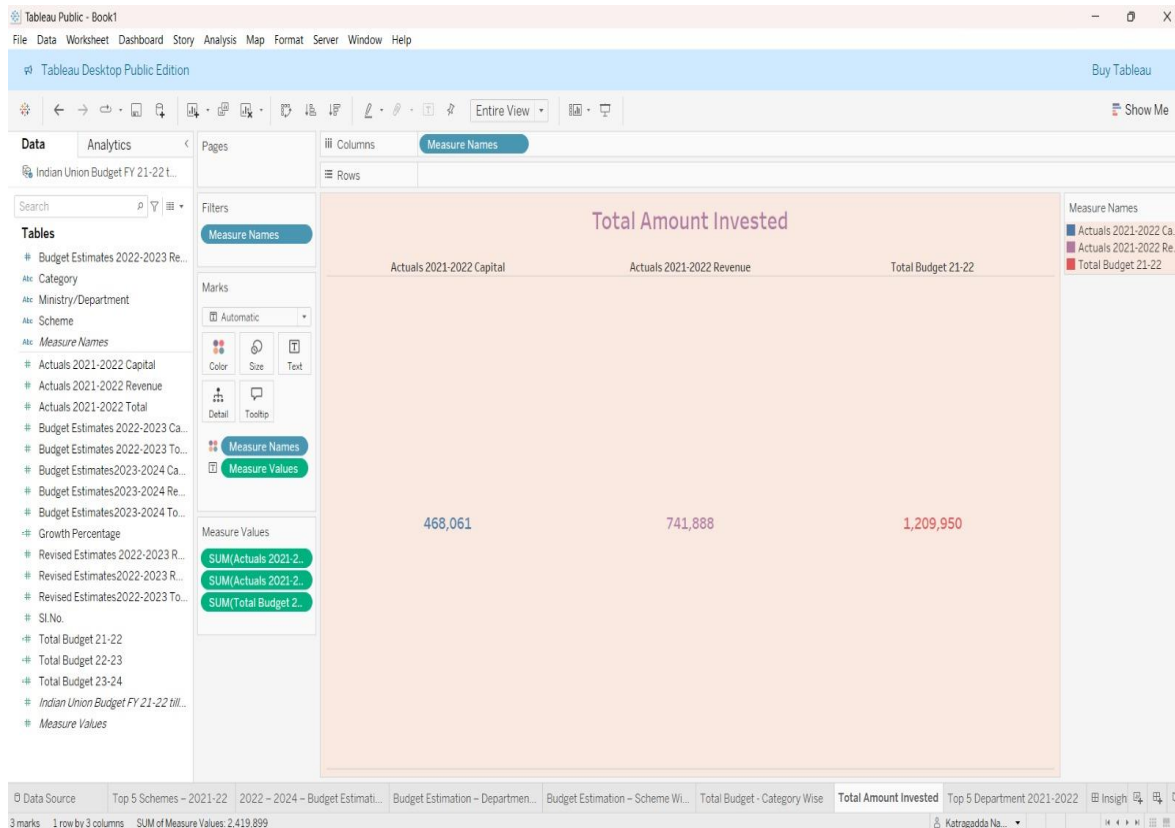 Tableau Public - Book1
File Data Worksheet Dashboard Story Analysis Map Format Server Window Help
Tableau Desktop Public Edition
Buy Tableau
Entire View
Show Me
Data Analytics
Indian Union Budget FY 21-22 t...
Search
Tables
# Budget Estimates 2022-2023 Re...
Abc Category
Abc Ministry/Department
Abc Scheme
Abc Measure Names
# Actuals 2021-2022 Capital
# Actuals 2021-2022 Revenue
# Actuals 2021-2022 Total
# Budget Estimates 2022-2023 Ca...
# Budget Estimates 2022-2023 To...
# Budget Estimates2023-2024 Ca...
# Budget Estimates2023-2024 Re...
# Budget Estimates2023-2024 To...
=# Growth Percentage
# Revised Estimates 2022-2023 R...
# Revised Estimates2022-2023 R...
# Revised Estimates2022-2023 To...
# Sl.No.
=# Total Budget 21-22
=# Total Budget 22-23
=# Total Budget 23-24
# Indian Union Budget FY 21-22 till...
# Measure Values
Pages
Filters
Measure Names
Marks
Automatic
Color Size Text
Detail Tooltip
Measure Names
Measure Values
Measure Values
SUM(Actuals 2021-2..
SUM(Actuals 2021-2..
SUM(Total Budget 2..
Columns Measure Names
Rows
Total Amount Invested
Actuals 2021-2022 Capital Actuals 2021-2022 Revenue Total Budget 21-22
468,061 741,888 1,209,950
Measure Names
Actuals 2021-2022 Ca..
Actuals 2021-2022 Re..
Total Budget 21-22
Data Source Top 5 Schemes – 2021-22 2022 – 2024 – Budget Estimati... Budget Estimation – Departmen... Budget Estimation – Scheme Wi... Total Budget - Category Wise Total Amount Invested Top 5 Department 2021-2022 Insigh
3 marks 1 row by 3 columns SUM of Measure Values: 2,419,899 Katragadda Na...